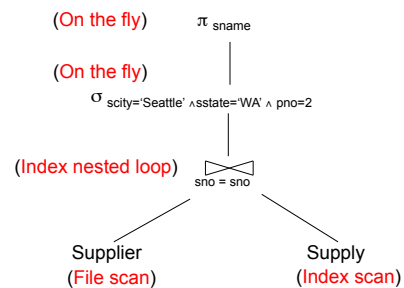 (On the fly) π sname
(On the fly)
σ scity='Seattle' ∧sstate='WA' ∧ pno=2
(Index nested loop)
sno = sno
Supplier Supply
(File scan) (Index scan)